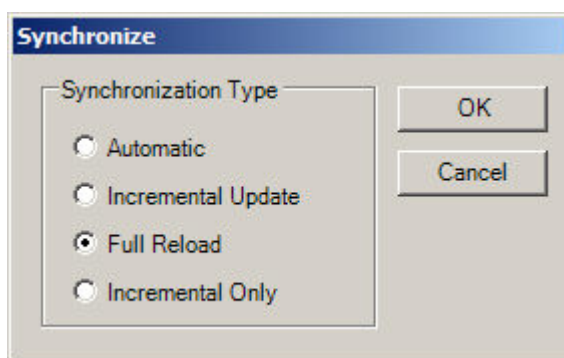 Synchronize
Synchronization Type
Automatic
Incremental Update
Full Reload
Incremental Only
OK
Cancel